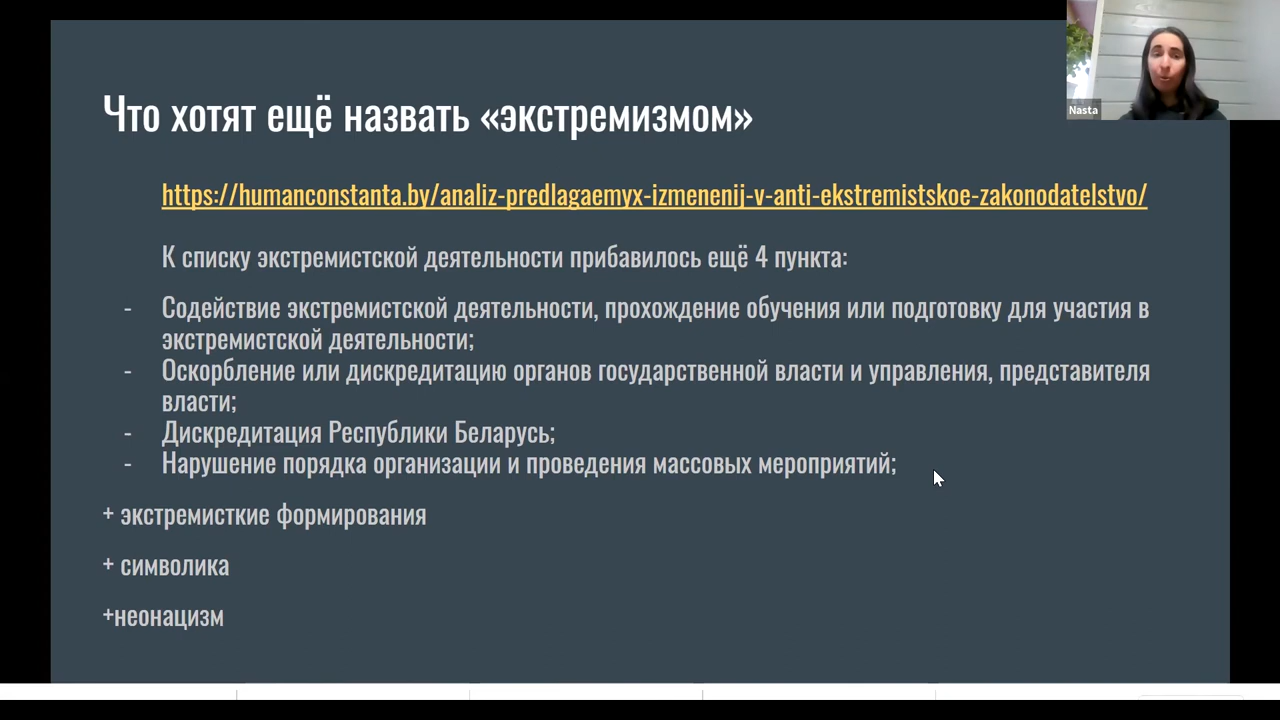 Что хотят ещё назвать «экстремизмом»
Nasta
https://humanconstanta.by/analiz-predlagaemyx-izmenenij-v-anti-ekstremistskoe-zakonodatelstvo/
К списку экстремистской деятельности прибавилось ещё 4 пункта:
- Содействие экстремистской деятельности, прохождение обучения или подготовку для участия в
экстремистской деятельности;
- Оскорбление или дискредитацию органов государственной власти и управления, представителя
власти;
- Дискредитация Республики Беларусь;
- Нарушение порядка организации и проведения массовых мероприятий;
+ экстремисткие формирования
+ символика
+неонацизм